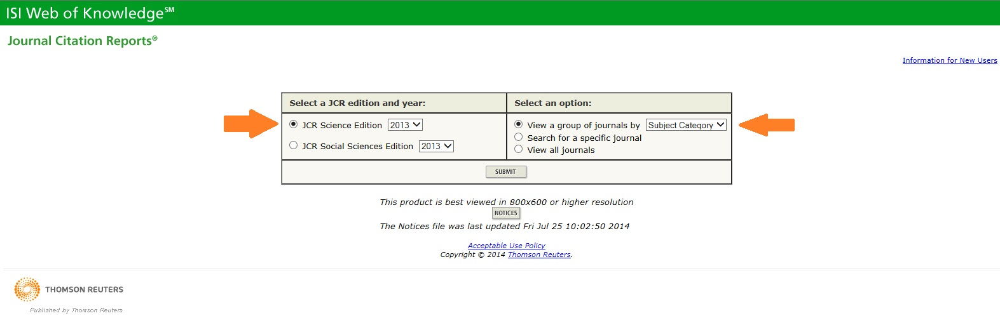 ISI Web of Knowledge℠
Journal Citation Reports®
Information for New Users
Select a JCR edition and year:
Select an option:
JCR Science Edition 2013
View a group of journals by Subject Category
Search for a specific journal
JCR Social Sciences Edition 2013
View all journals
SUBMIT
This product is best viewed in 800x600 or higher resolution
NOTICES
The Notices file was last updated Fri Jul 25 10:02:50 2014
Acceptable Use Policy
Copyright © 2014 Thomson Reuters.
THOMSON REUTERS
Published by Thomson Reuters